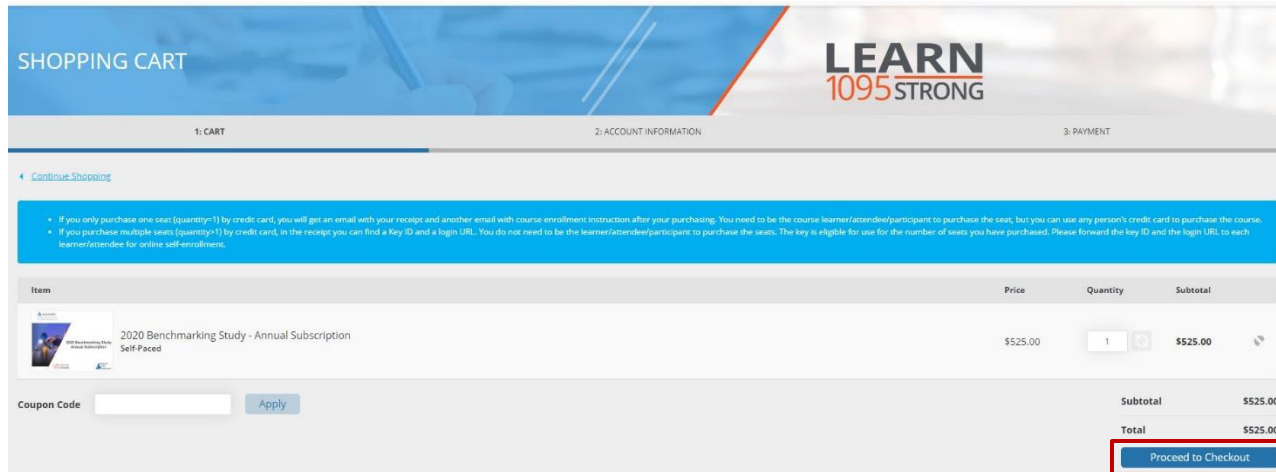 SHOPPING CART
LEARN
1095 STRONG
1: CART
2: ACCOUNT INFORMATION
3: PAYMENT
Continue Shopping
If you only purchase one seat (quantity=1) by credit card, you will get an email with your receipt and another email with course enrollment instruction after your purchasing. You need to be the course learner/attendee/participant to purchase the seat, but you can use any person's credit card to purchase the course.
If you purchase multiple seats (quantity>1) by credit card, in the receipt you can find a Key ID and a login URL. You do not need to be the learner/attendee/participant to purchase the seats. The key is eligible for use for the number of seats you have purchased. Please forward the key ID and the login URL to each
learner/attendee for online self-enrollment.
Item Price Quantity Subtotal
2020 Benchmarking Study
Annual Subscription
2020 Benchmarking Study - Annual Subscription
Self-Paced
$525.00 1 $525.00
Coupon Code Apply
Subtotal $525.00
Total $525.00
Proceed to Checkout